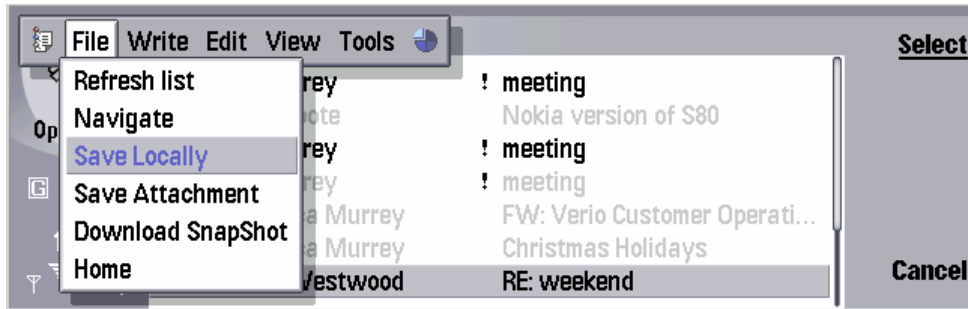 File Write Edit View Tools
Select
Refresh list
Navigate
Save Locally
Save Attachment
Download SnapShot
Home
Op
rey ! meeting
ote Nokia version of S80
rey ! meeting
rey ! meeting
a Murrey FW: Verio Customer Operati...
a Murrey Christmas Holidays
Westwood RE: weekend
G
Cancel